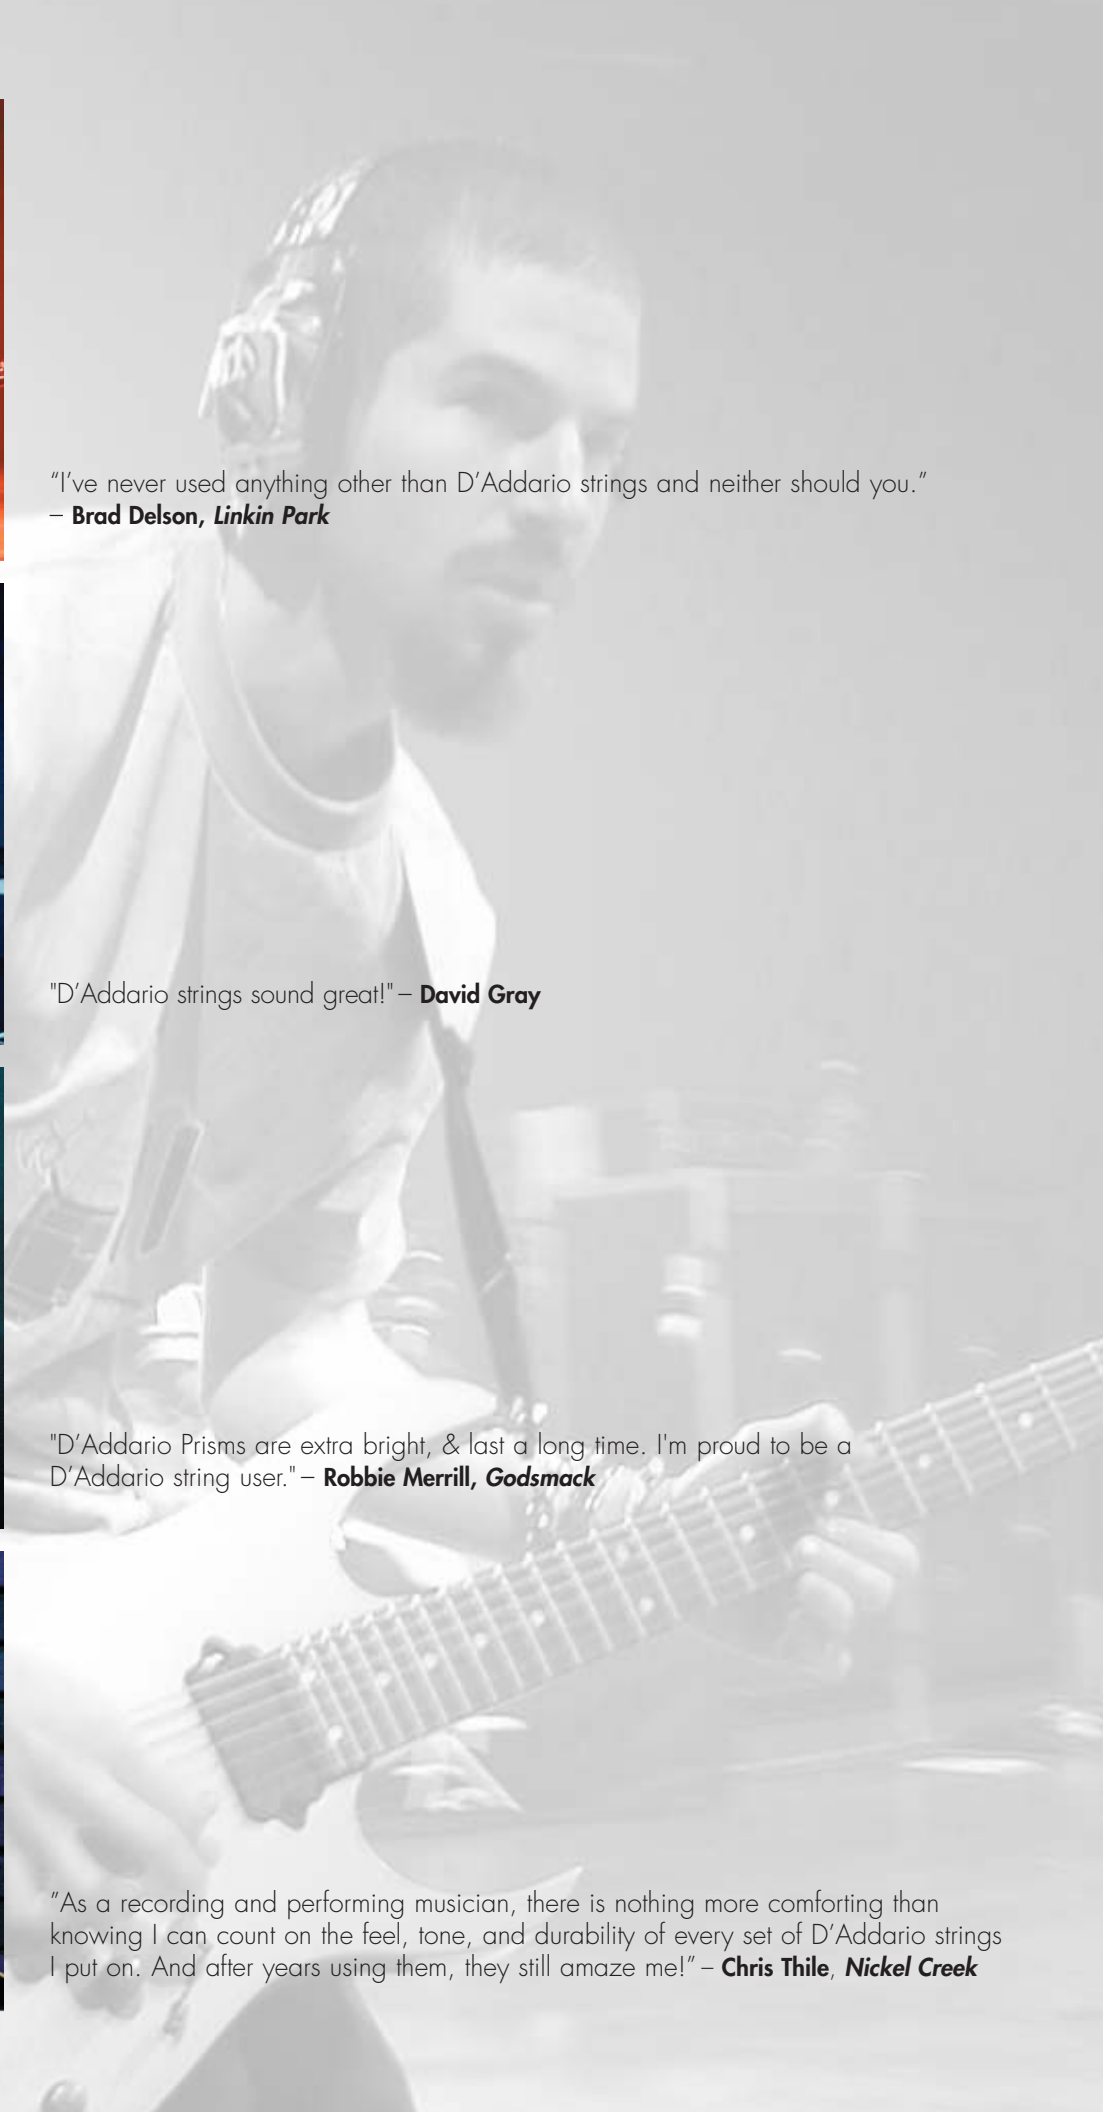 “I’ve never used anything other than D’Addario strings and neither should you.”
– Brad Delson, Linkin Park
"D’Addario strings sound great!" – David Gray
"D’Addario Prisms are extra bright, & last a long time. I'm proud to be a
D’Addario string user." – Robbie Merrill, Godsmack
”As a recording and performing musician, there is nothing more comforting than
knowing I can count on the feel, tone, and durability of every set of D’Addario strings
I put on. And after years using them, they still amaze me!” – Chris Thile, Nickel Creek